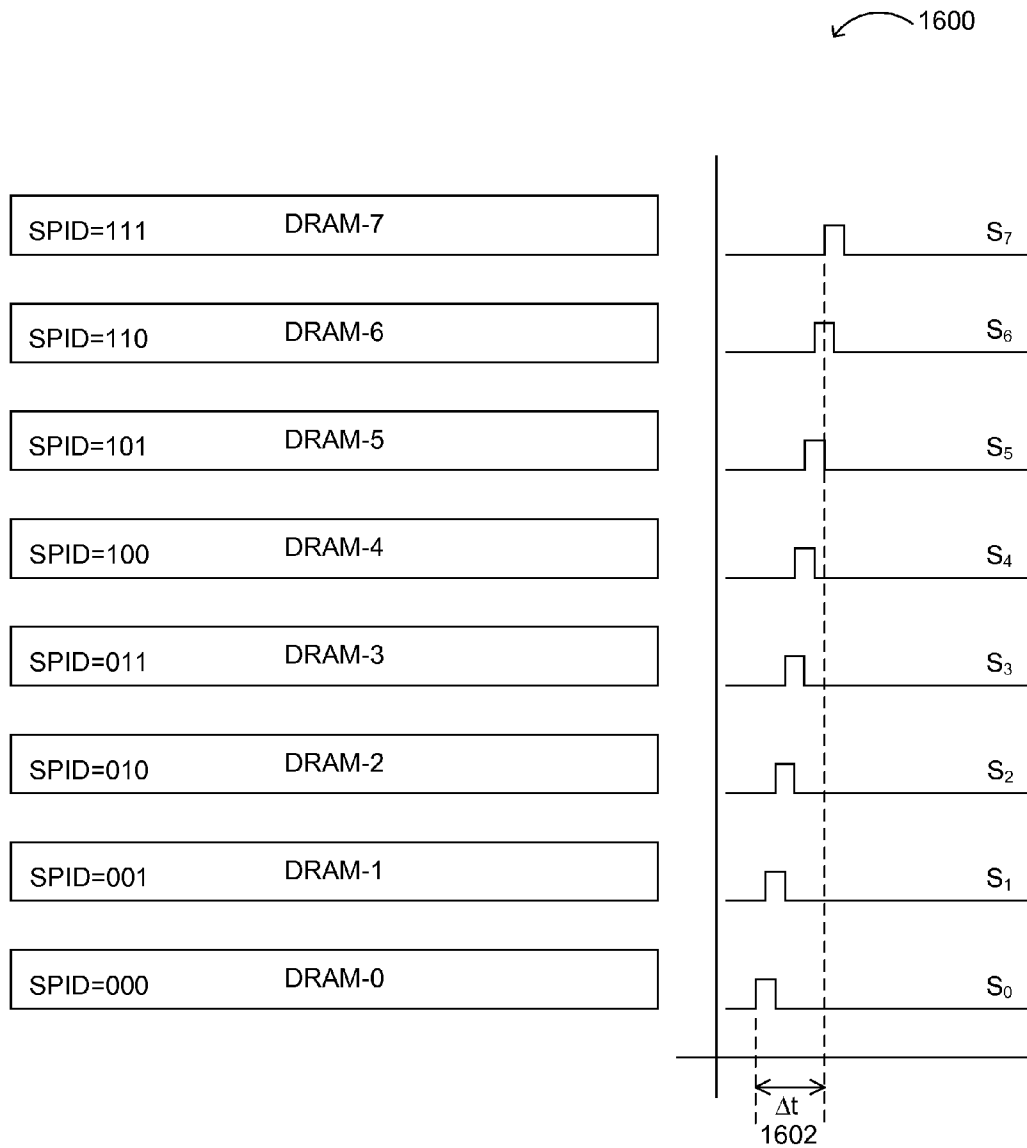 1600
SPID=111 DRAM-7 S₇
SPID=110 DRAM-6 S₆
SPID=101 DRAM-5 S₅
SPID=100 DRAM-4 S₄
SPID=011 DRAM-3 S₃
SPID=010 DRAM-2 S₂
SPID=001 DRAM-1 S₁
SPID=000 DRAM-0 S₀
Δt
1602